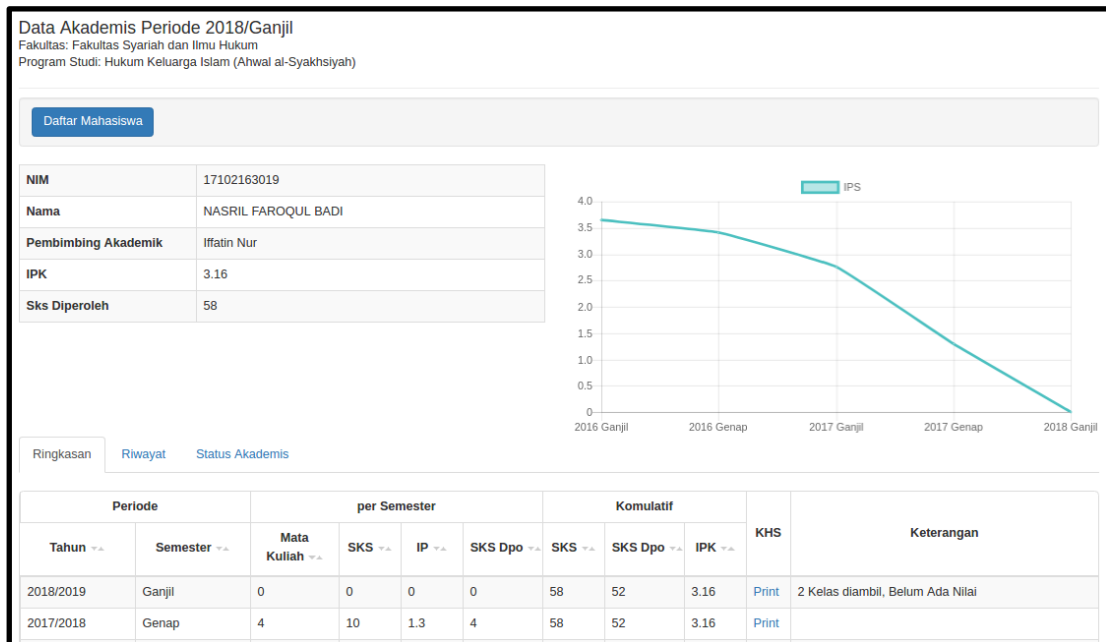 Data Akademis Periode 2018/Ganjil
Fakultas: Fakultas Syariah dan Ilmu Hukum
Program Studi: Hukum Keluarga Islam (Ahwal al-Syakhsiyah)
Daftar Mahasiswa
NIM 17102163019
Nama NASRIL FAROQUL BADI
Pembimbing Akademik Iffatin Nur
IPK 3.16
Sks Diperoleh 58
IPS
4.0
3.5
3.0
2.5
2.0
1.5
1.0
0.5
0
2016 Ganjil 2016 Genap 2017 Ganjil 2017 Genap 2018 Ganjil
Ringkasan Riwayat Status Akademis
Periode per Semester Komulatif KHS Keterangan
Tahun Semester Mata Kuliah SKS IP SKS Dpo SKS SKS Dpo IPK
2018/2019 Ganjil 0 0 0 0 58 52 3.16 Print 2 Kelas diambil, Belum Ada Nilai
2017/2018 Genap 4 10 1.3 4 58 52 3.16 Print